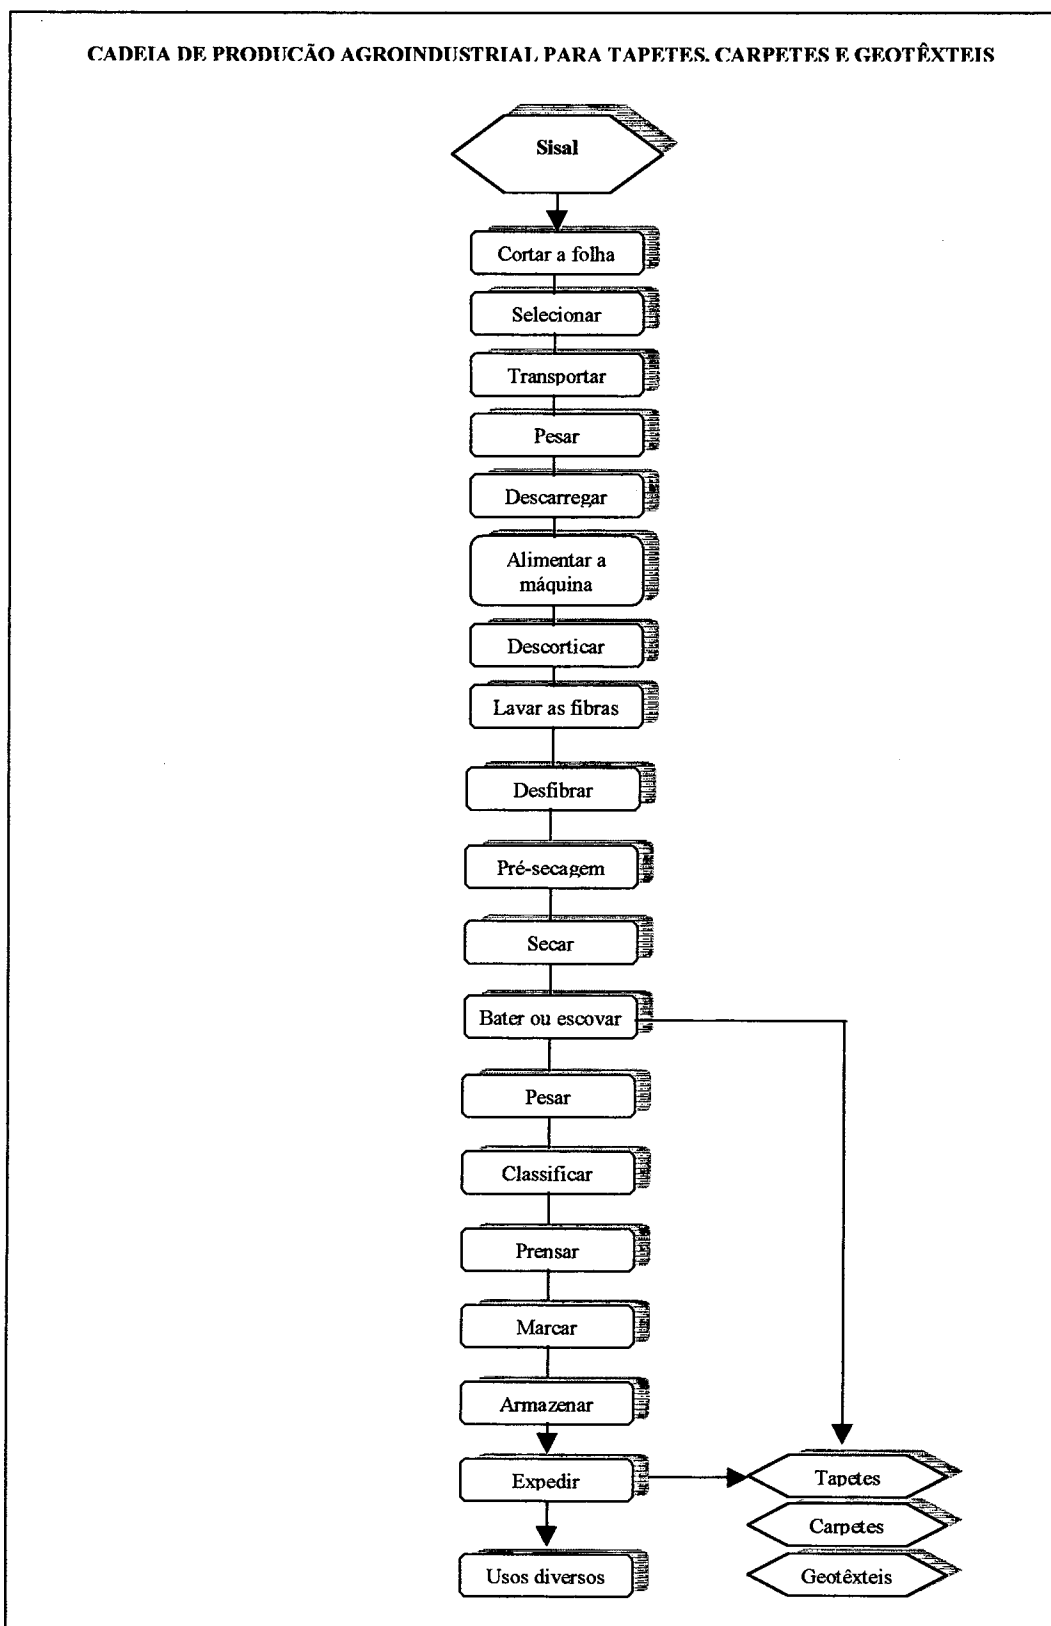 CADEIA DE PRODUÇÃO AGROINDUSTRIAL PARA TAPETES, CARPETES E GEOTÊXTEIS
Sisal
Cortar a folha
Selecionar
Transportar
Pesar
Descarregar
Alimentar a
máquina
Descorticar
Lavar as fibras
Desfibrar
Pré-secagem
Secar
Bater ou escovar
Pesar
Classificar
Prensar
Marcar
Armazenar
Expedir
Tapetes
Carpetes
Usos diversos
Geotêxteis